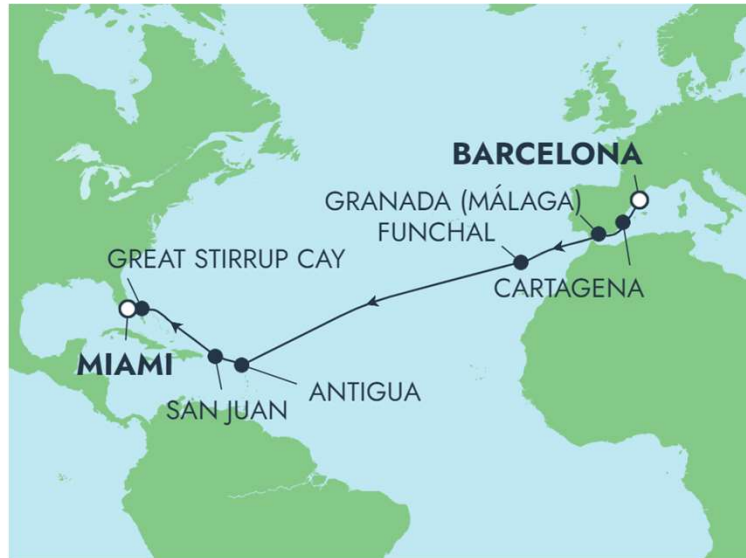 BARCELONA
GRANADA (MÁLAGA)
FUNCHAL
GREAT STIRRUP CAY
CARTAGENA
MIAMI
ANTIGUA
SAN JUAN